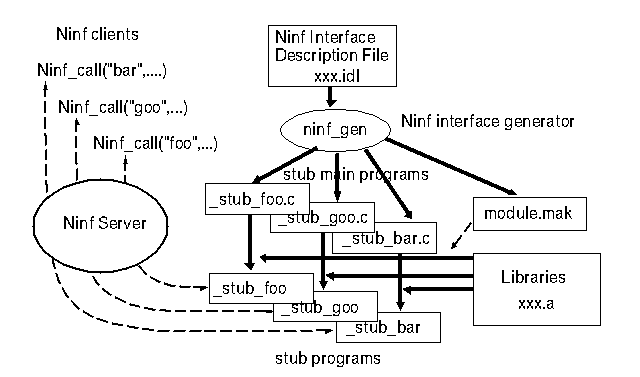 Ninf clients
Ninf_call("bar",....)
Ninf_call("goo",...)
Ninf_call("foo",...)
Ninf Server
Ninf Interface
Description File
xxx.idl
ninf_gen
Ninf interface generator
stub main programs
_stub_foo.c
_stub_goo.c
_stub_bar.c
module.mak
Libraries
xxx.a
_stub_foo
_stub_goo
_stub_bar
stub programs